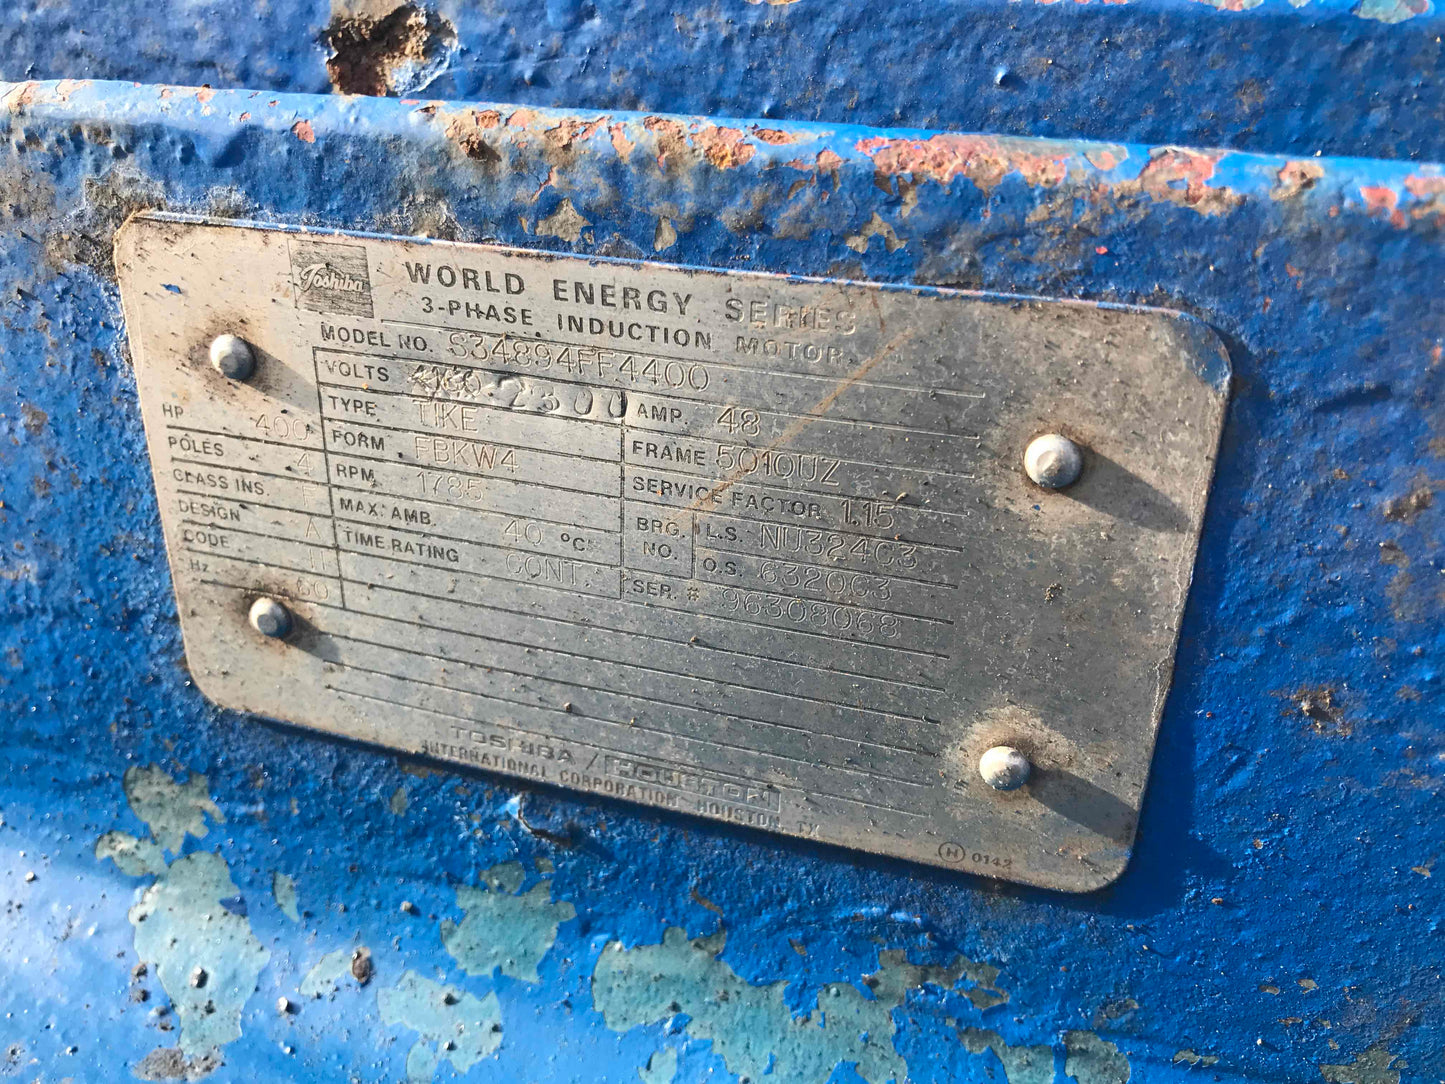 Toshiba
WORLD ENERGY SERIES
3-PHASE INDUCTION MOTOR
MODEL NO. S34894FF4400
VOLTS 4160 2300 AMP. 48
HP 400 TYPE TIKE FRAME 5010UZ
POLES 4 FORM FBKW4 SERVICE FACTOR 1.15
CLASS INS. F RPM 1785 BRG. NO. L.S. NU324C3
DESIGN A MAX. AMB. 40 °C O.S. 6320C3
CODE TIME RATING CONT. SER. # 96308068
Hz 60
TOSHIBA / HOUSTON
INTERNATIONAL CORPORATION HOUSTON, TX
H 0142